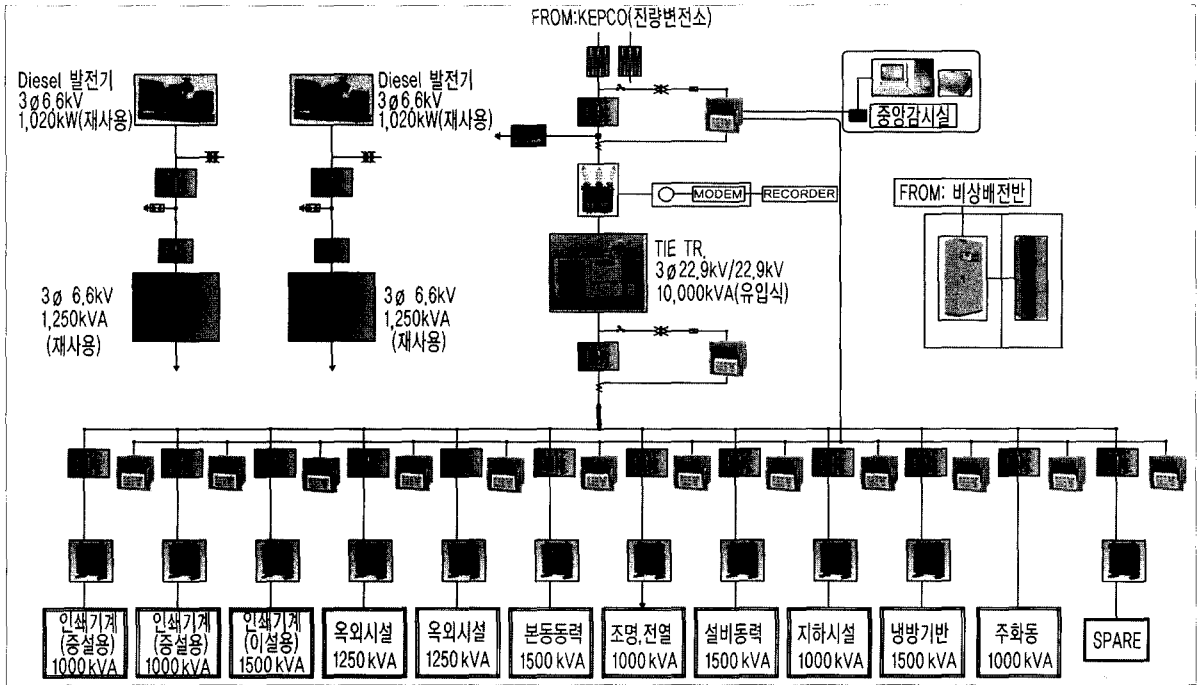 FROM:KEPCO(진량변전소)
Diesel 발전기
3ø6.6kV
1,020kW(재사용)
Diesel 발전기
3ø6.6kV
1,020kW(재사용)
중앙감시실
MODEM
RECORDER
FROM: 비상배전반
TIE TR.
3ø22.9kV/22.9kV
10,000kVA(유입식)
3ø 6.6kV
1,250kVA
(재사용)
3ø 6.6kV
1,250kVA
(재사용)
인쇄기계
(증설용)
1000kVA
인쇄기계
(증설용)
1000kVA
인쇄기계
(이설용)
1500kVA
옥외시설
1250kVA
옥외시설
1250kVA
본동동력
1500kVA
조명,전열
1000kVA
설비동력
1500kVA
지하시설
1000kVA
냉방기반
1500kVA
주화동
1000kVA
SPARE